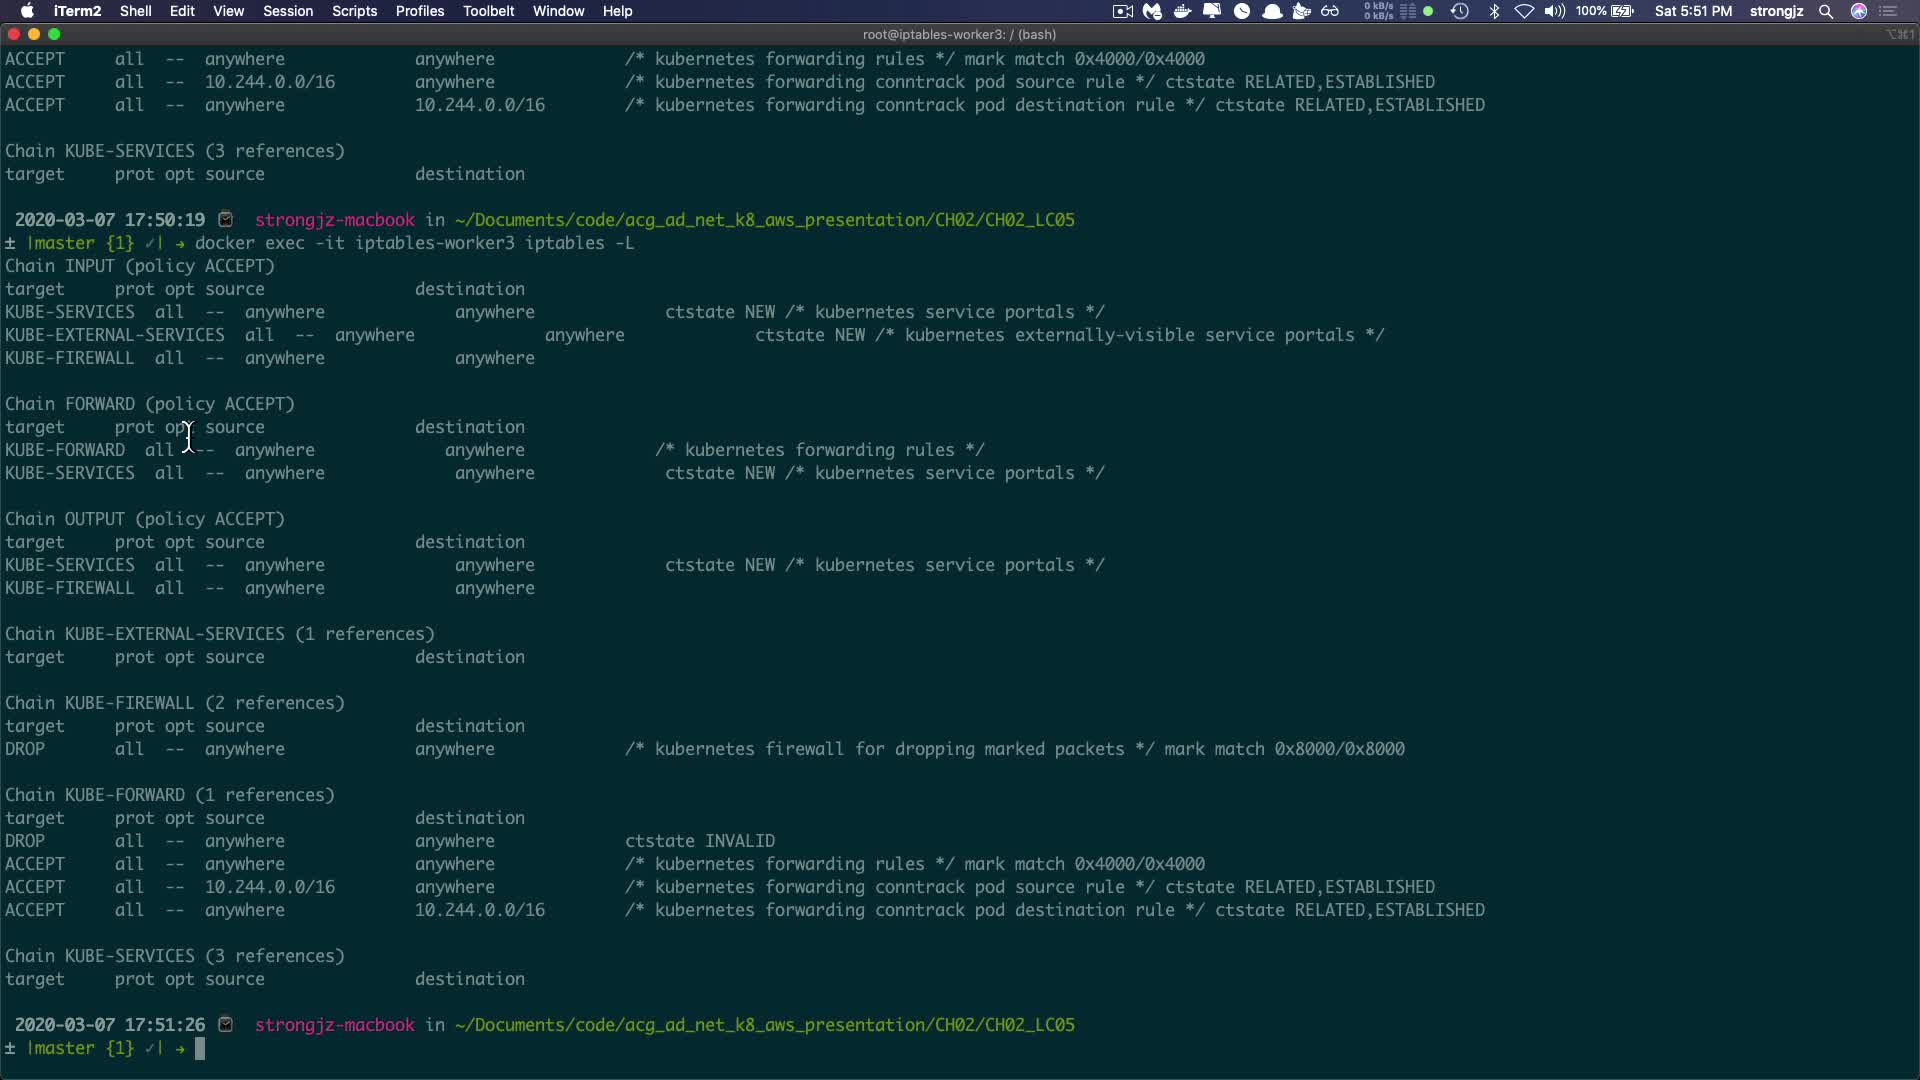 iTerm2 Shell Edit View Session Scripts Profiles Toolbelt Window Help 0 kB/s 0 kB/s 100% Sat 5:51 PM strongjz
root@iptables-worker3: / (bash) ⌥⌘1
ACCEPT     all  --  anywhere             anywhere             /* kubernetes forwarding rules */ mark match 0x4000/0x4000
ACCEPT     all  --  10.244.0.0/16        anywhere             /* kubernetes forwarding conntrack pod source rule */ ctstate RELATED,ESTABLISHED
ACCEPT     all  --  anywhere             10.244.0.0/16        /* kubernetes forwarding conntrack pod destination rule */ ctstate RELATED,ESTABLISHED
Chain KUBE-SERVICES (3 references)
target     prot opt source               destination
2020-03-07 17:50:19 strongjz-macbook in ~/Documents/code/acg_ad_net_k8_aws_presentation/CH02/CH02_LC05
± |master {1} ✓| → docker exec -it iptables-worker3 iptables -L
Chain INPUT (policy ACCEPT)
target     prot opt source               destination
KUBE-SERVICES  all  --  anywhere             anywhere             ctstate NEW /* kubernetes service portals */
KUBE-EXTERNAL-SERVICES  all  --  anywhere             anywhere             ctstate NEW /* kubernetes externally-visible service portals */
KUBE-FIREWALL  all  --  anywhere             anywhere
Chain FORWARD (policy ACCEPT)
target     prot opt source               destination
KUBE-FORWARD  all  --  anywhere             anywhere             /* kubernetes forwarding rules */
KUBE-SERVICES  all  --  anywhere             anywhere             ctstate NEW /* kubernetes service portals */
Chain OUTPUT (policy ACCEPT)
target     prot opt source               destination
KUBE-SERVICES  all  --  anywhere             anywhere             ctstate NEW /* kubernetes service portals */
KUBE-FIREWALL  all  --  anywhere             anywhere
Chain KUBE-EXTERNAL-SERVICES (1 references)
target     prot opt source               destination
Chain KUBE-FIREWALL (2 references)
target     prot opt source               destination
DROP       all  --  anywhere             anywhere             /* kubernetes firewall for dropping marked packets */ mark match 0x8000/0x8000
Chain KUBE-FORWARD (1 references)
target     prot opt source               destination
DROP       all  --  anywhere             anywhere             ctstate INVALID
ACCEPT     all  --  anywhere             anywhere             /* kubernetes forwarding rules */ mark match 0x4000/0x4000
ACCEPT     all  --  10.244.0.0/16        anywhere             /* kubernetes forwarding conntrack pod source rule */ ctstate RELATED,ESTABLISHED
ACCEPT     all  --  anywhere             10.244.0.0/16        /* kubernetes forwarding conntrack pod destination rule */ ctstate RELATED,ESTABLISHED
Chain KUBE-SERVICES (3 references)
target     prot opt source               destination
2020-03-07 17:51:26 strongjz-macbook in ~/Documents/code/acg_ad_net_k8_aws_presentation/CH02/CH02_LC05
± |master {1} ✓| →